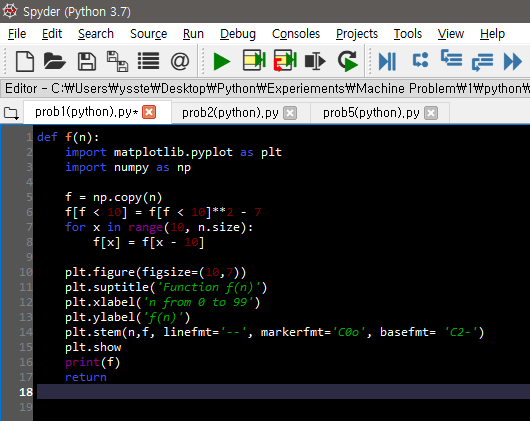 Spyder (Python 3.7)
File Edit Search Source Run Debug Consoles Projects Tools View Help
Editor - C:₩Users₩ysste₩Desktop₩Python₩Experiements₩Machine Problem₩1₩python₩
prob1(python).py* prob2(python).py prob5(python).py
1 def f(n):
2 import matplotlib.pyplot as plt
3 import numpy as np
4
5 f = np.copy(n)
6 f[f < 10] = f[f < 10]**2 - 7
7 for x in range(10, n.size):
8 f[x] = f[x - 10]
9
10 plt.figure(figsize=(10,7))
11 plt.suptitle('Function f(n)')
12 plt.xlabel('n from 0 to 99')
13 plt.ylabel('f(n)')
14 plt.stem(n,f, linefmt='--', markerfmt='C0o', basefmt= 'C2-')
15 plt.show
16 print(f)
17 return
18
19